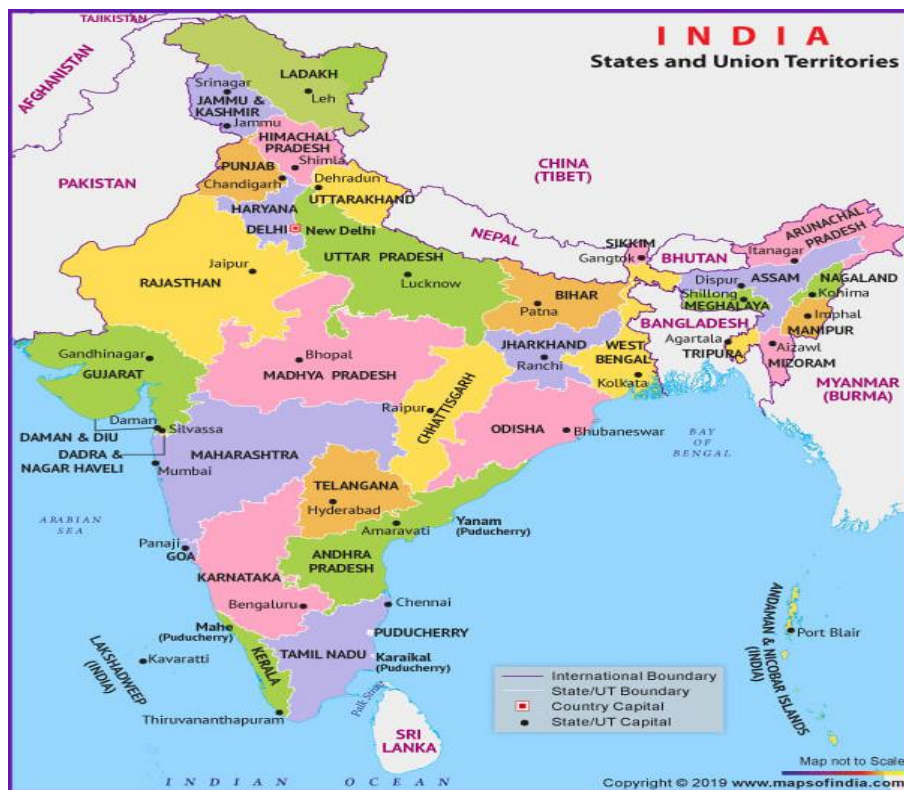 INDIA
States and Union Territories
TAJIKISTAN
AFGHANISTAN
PAKISTAN
LADAKH
Leh
Srinagar
JAMMU &
KASHMIR
Jammu
HIMACHAL
PRADESH
Shimla
PUNJAB
Chandigarh
Dehradun
UTTARAKHAND
HARYANA
DELHI
New Delhi
CHINA
(TIBET)
NEPAL
BHUTAN
SIKKIM
Gangtok
ARUNACHAL
PRADESH
Itanagar
Dispur
ASSAM
NAGALAND
Kohima
Shillong
MEGHALAYA
Imphal
MANIPUR
BANGLADESH
Agartala
TRIPURA
Aizawl
MIZORAM
MYANMAR
(BURMA)
RAJASTHAN
Jaipur
UTTAR PRADESH
Lucknow
BIHAR
Patna
JHARKHAND
Ranchi
WEST
BENGAL
Kolkata
Gandhinagar
GUJARAT
Bhopal
MADHYA PRADESH
Raipur
CHHATTISGARH
ODISHA
Bhubaneswar
BAY
OF
BENGAL
Daman
DAMAN & DIU
Silvassa
DADRA &
NAGAR HAVELI
MAHARASHTRA
Mumbai
ARABIAN
SEA
TELANGANA
Hyderabad
Amaravati
Yanam
(Puducherry)
Panaji
GOA
ANDHRA
PRADESH
KARNATAKA
Bengaluru
Chennai
Mahe
(Puducherry)
PUDUCHERRY
TAMIL NADU
Karaikal
(Puducherry)
KERALA
LAKSHADWEEP
(INDIA)
Kavaratti
Thiruvananthapuram
Palk Strait
SRI
LANKA
ANDAMAN & NICOBAR ISLANDS
(INDIA)
Port Blair
International Boundary
State/UT Boundary
Country Capital
State/UT Capital
INDIAN OCEAN
Map not to Scale
Copyright © 2019 www.mapsofindia.com